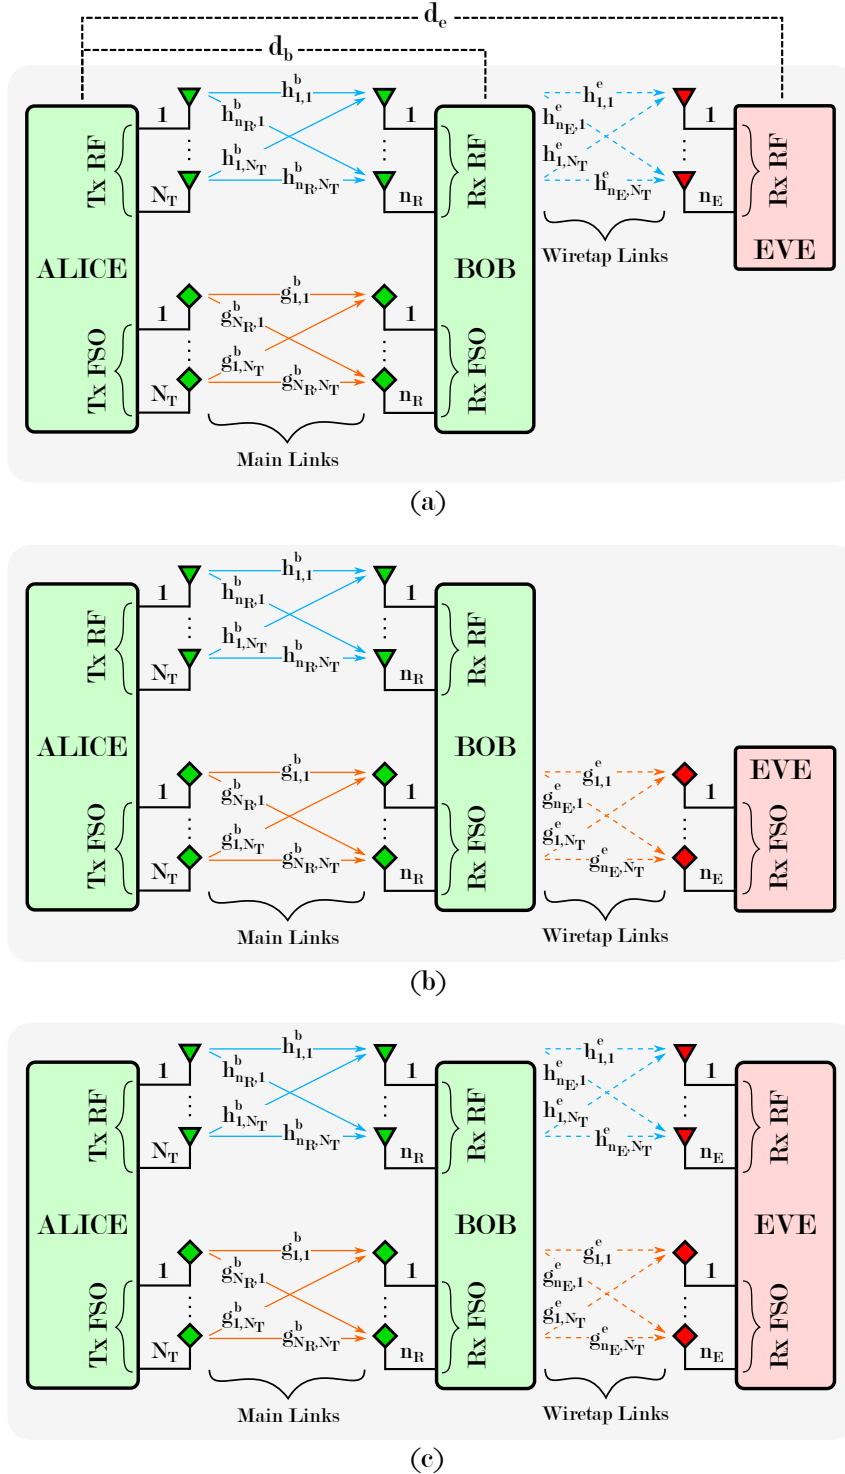 d_e
d_b
1 h^b_{1,1} 1 h^e_{1,1} 1
h^b_{n_R,1} h^e_{n_E,1}
Tx RF Rx RF Rx RF
h^b_{1,N_T} h^e_{1,N_T}
N_T h^b_{n_R,N_T} n_R h^e_{n_E,N_T} n_E
ALICE BOB Wiretap Links EVE
1 g^b_{1,1} 1
g^b_{N_R,1}
Tx FSO Rx FSO
g^b_{1,N_T}
N_T g^b_{N_R,N_T} n_R
Main Links
(a)
1 h^b_{1,1} 1
h^b_{n_R,1}
Tx RF Rx RF
h^b_{1,N_T}
N_T h^b_{n_R,N_T} n_R
ALICE BOB EVE
1 g^b_{1,1} 1 g^e_{1,1} 1
g^b_{N_R,1} g^e_{n_E,1}
Tx FSO Rx FSO Rx FSO
g^b_{1,N_T} g^e_{1,N_T}
N_T g^b_{N_R,N_T} n_R g^e_{n_E,N_T} n_E
Main Links Wiretap Links
(b)
1 h^b_{1,1} 1 h^e_{1,1} 1
h^b_{n_R,1} h^e_{n_E,1}
Tx RF Rx RF Rx RF
h^b_{1,N_T} h^e_{1,N_T}
N_T h^b_{n_R,N_T} n_R h^e_{n_E,N_T} n_E
ALICE BOB EVE
1 g^b_{1,1} 1 g^e_{1,1} 1
g^b_{N_R,1} g^e_{n_E,1}
Tx FSO Rx FSO Rx FSO
g^b_{1,N_T} g^e_{1,N_T}
N_T g^b_{N_R,N_T} n_R g^e_{n_E,N_T} n_E
Main Links Wiretap Links
(c)